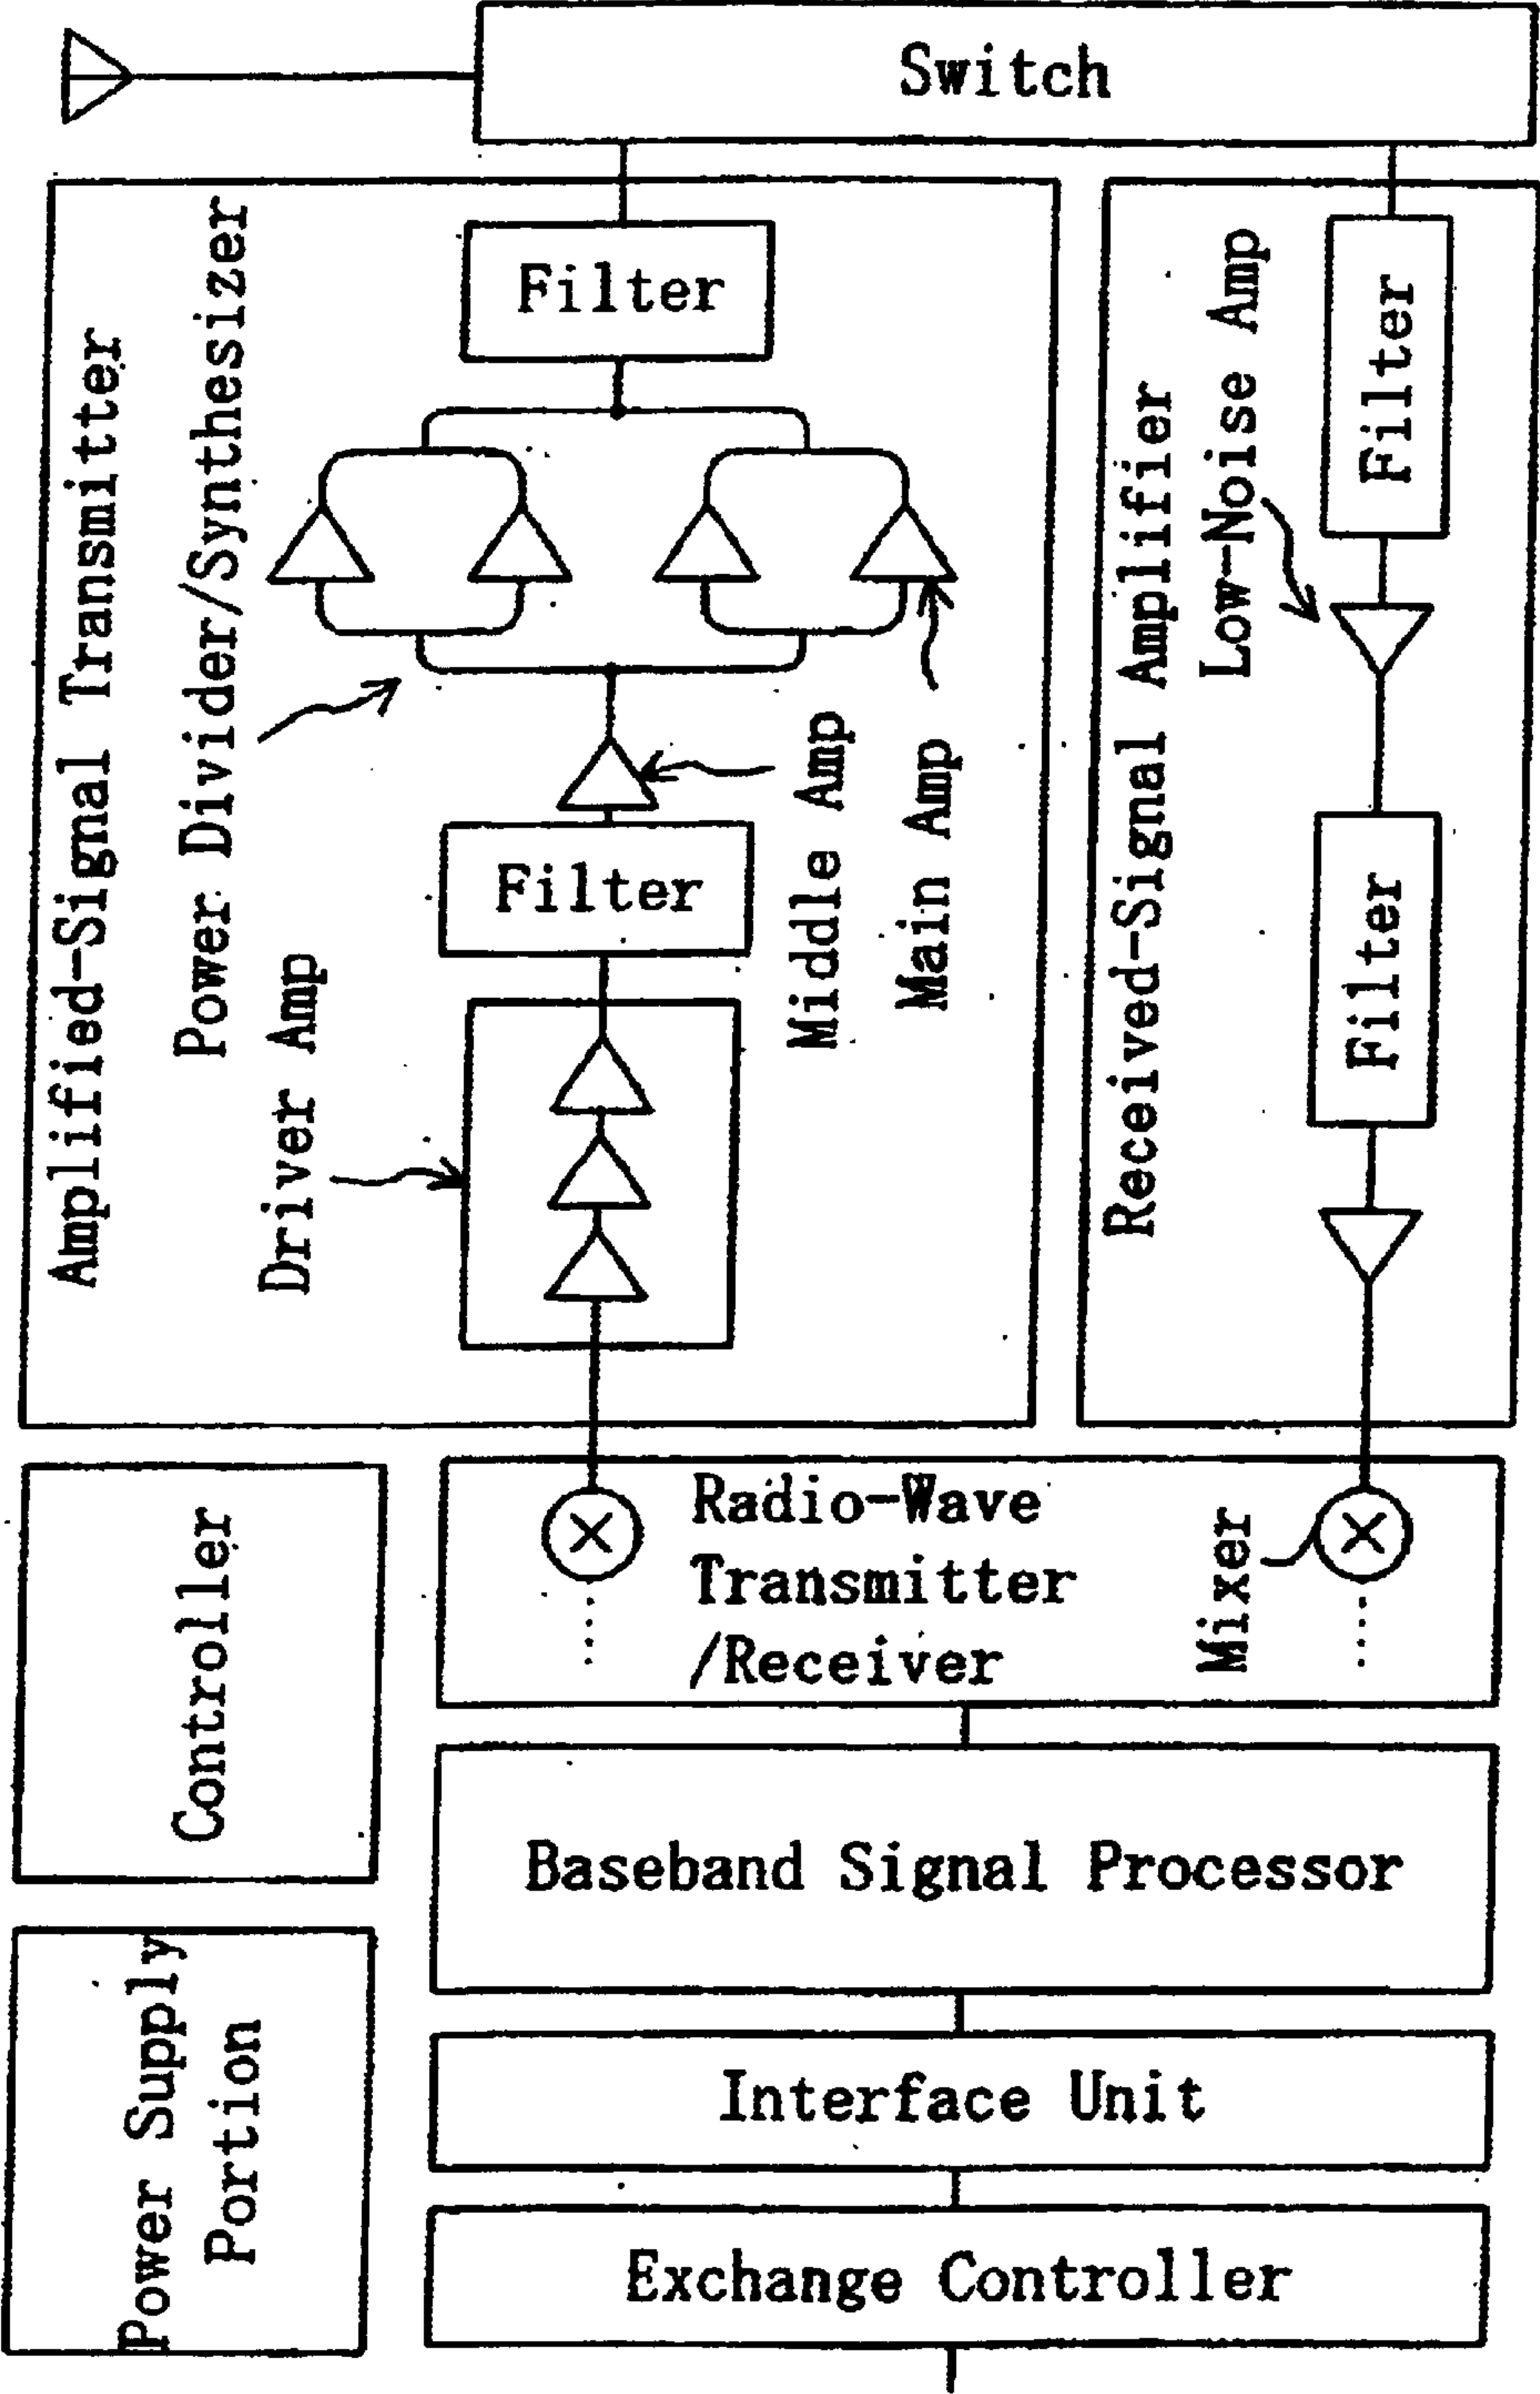 Switch
Amplified-Signal Transmitter
Power Divider/Synthesizer
Filter
Driver Amp
Filter
Middle Amp
Main Amp
Received-Signal Amplifier
Low-Noise Amp
Filter
Filter
Controller
Radio-Wave
Transmitter
/Receiver
Mixer
Baseband Signal Processor
Power Supply
Portion
Interface Unit
Exchange Controller